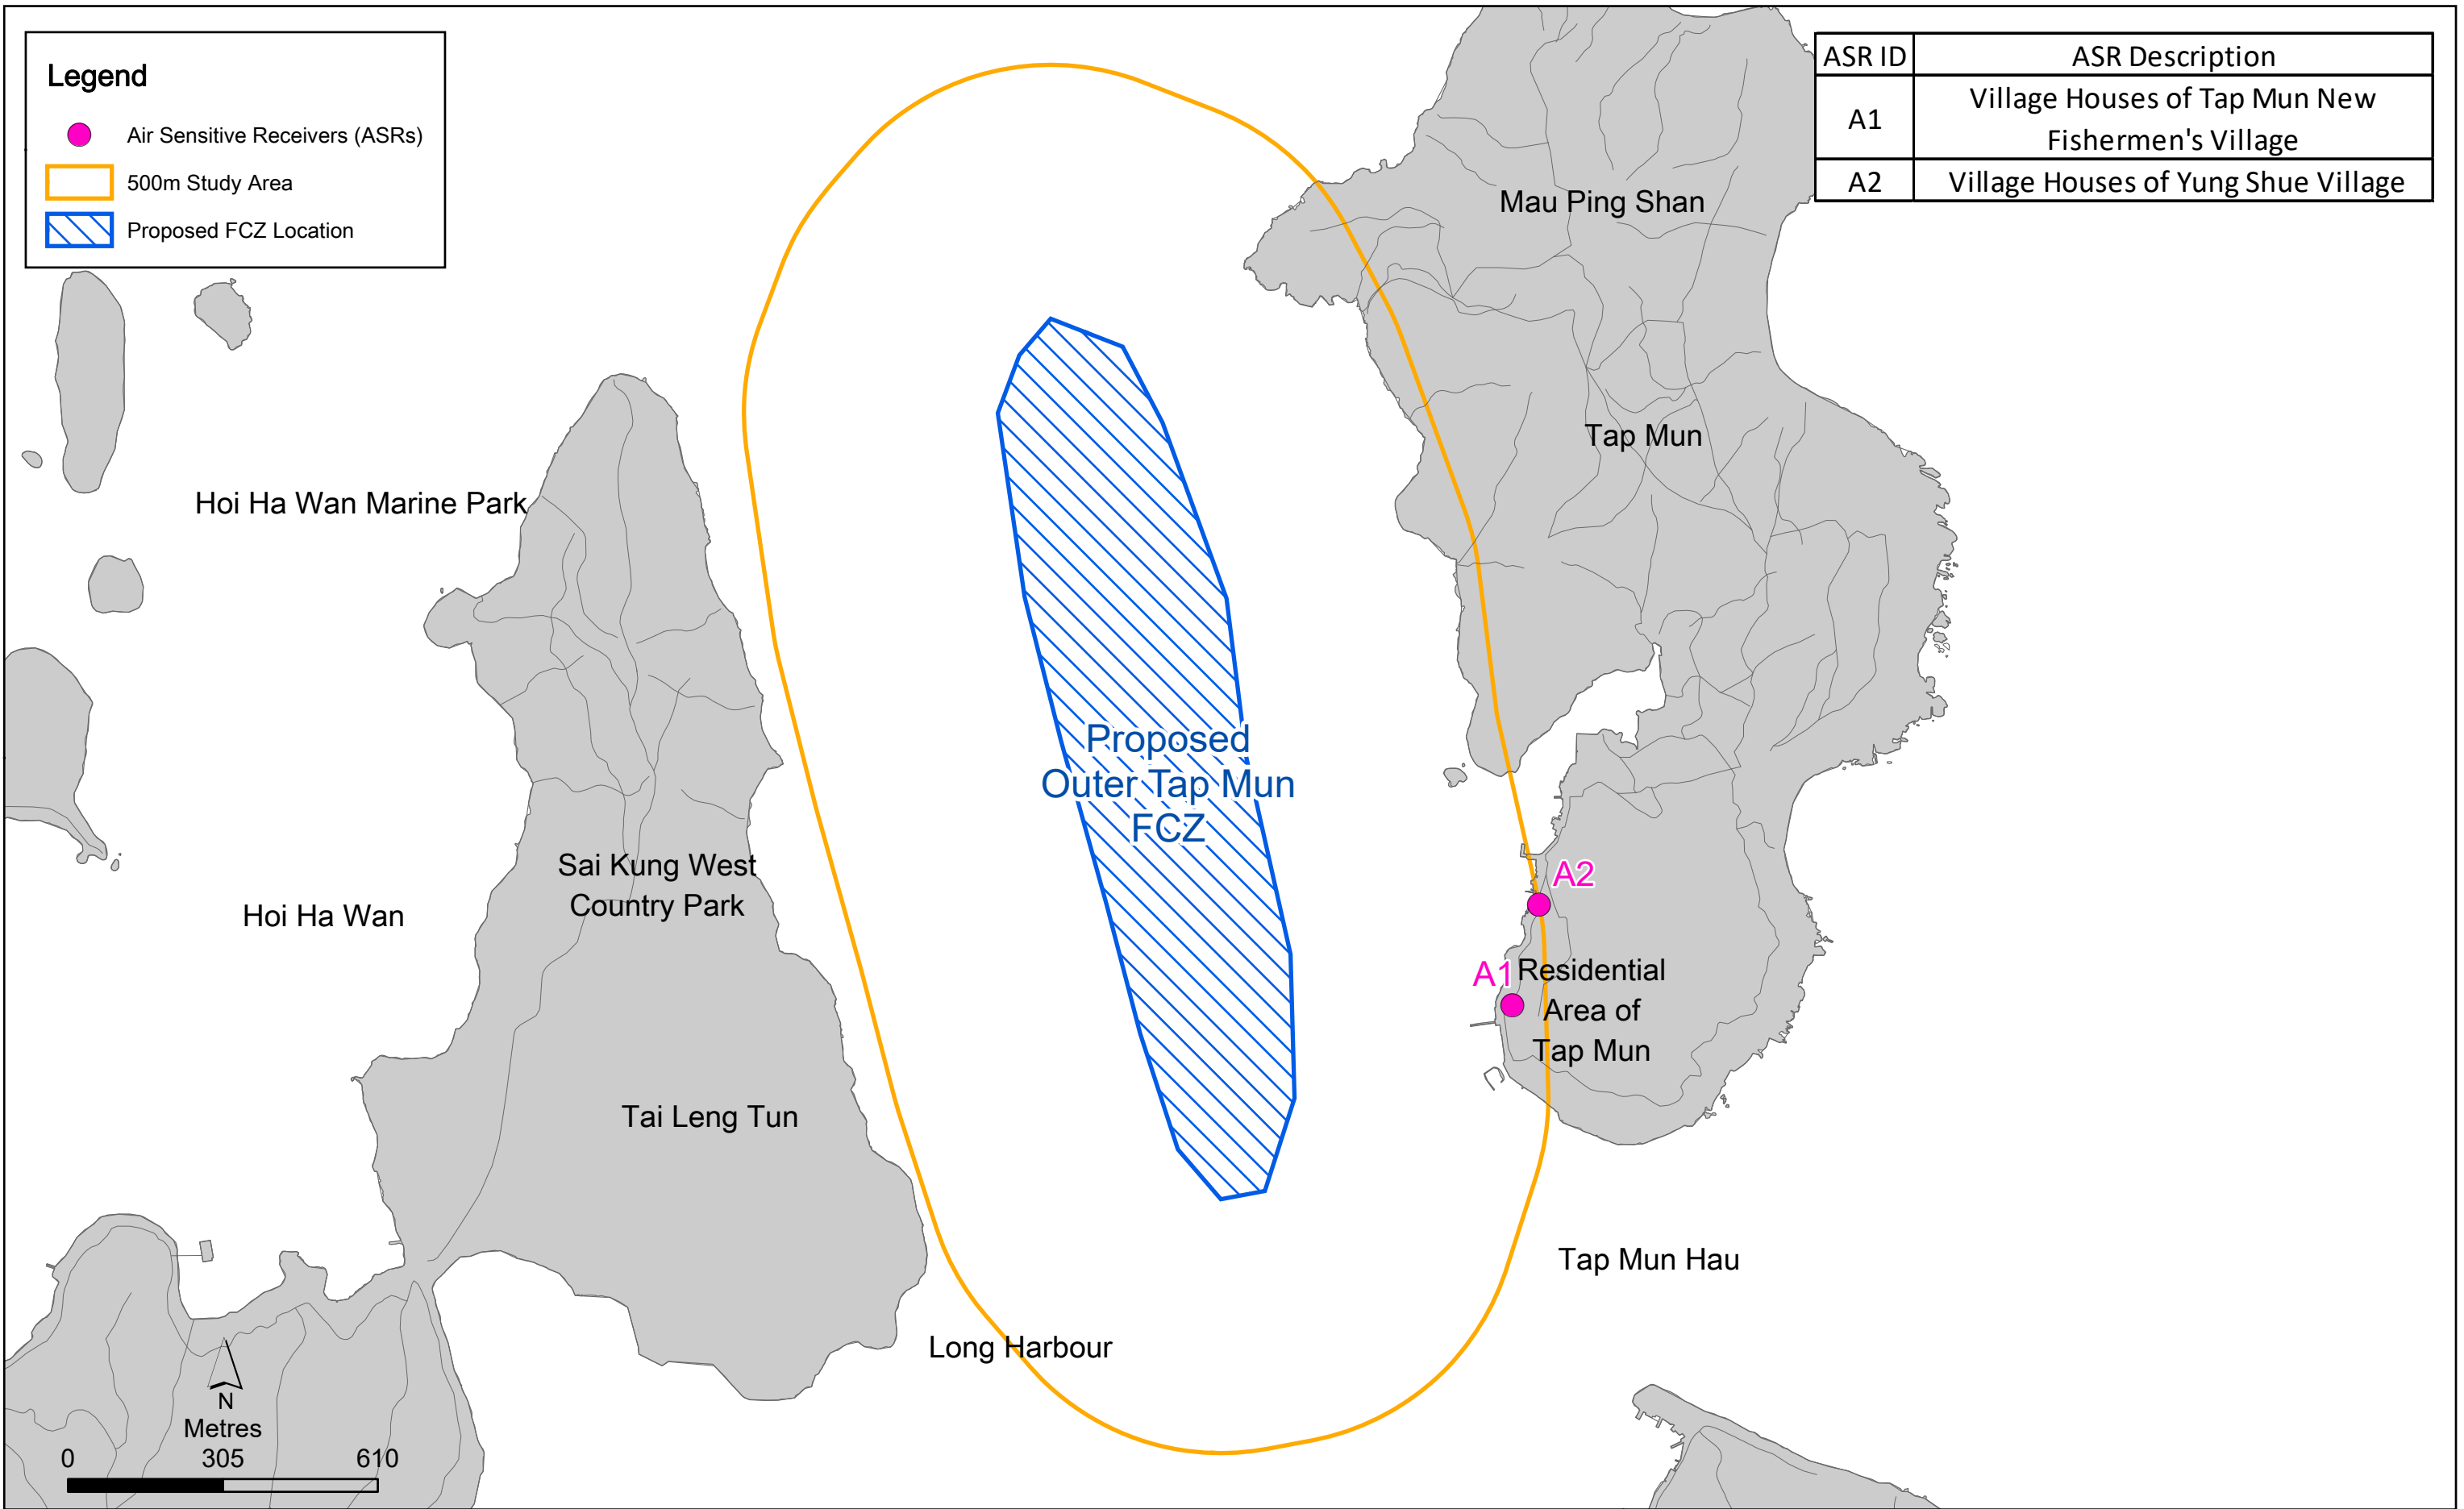 Legend
Air Sensitive Receivers (ASRs)
500m Study Area
Proposed FCZ Location
ASR ID ASR Description
A1 Village Houses of Tap Mun New
Fishermen's Village
A2 Village Houses of Yung Shue Village
Mau Ping Shan
Tap Mun
Hoi Ha Wan Marine Park
Proposed
Outer Tap Mun
FCZ
Sai Kung West
Country Park
A2
Hoi Ha Wan
A1
Residential
Area of
Tap Mun
Tai Leng Tun
Tap Mun Hau
Long Harbour
N
Metres
0 305 610